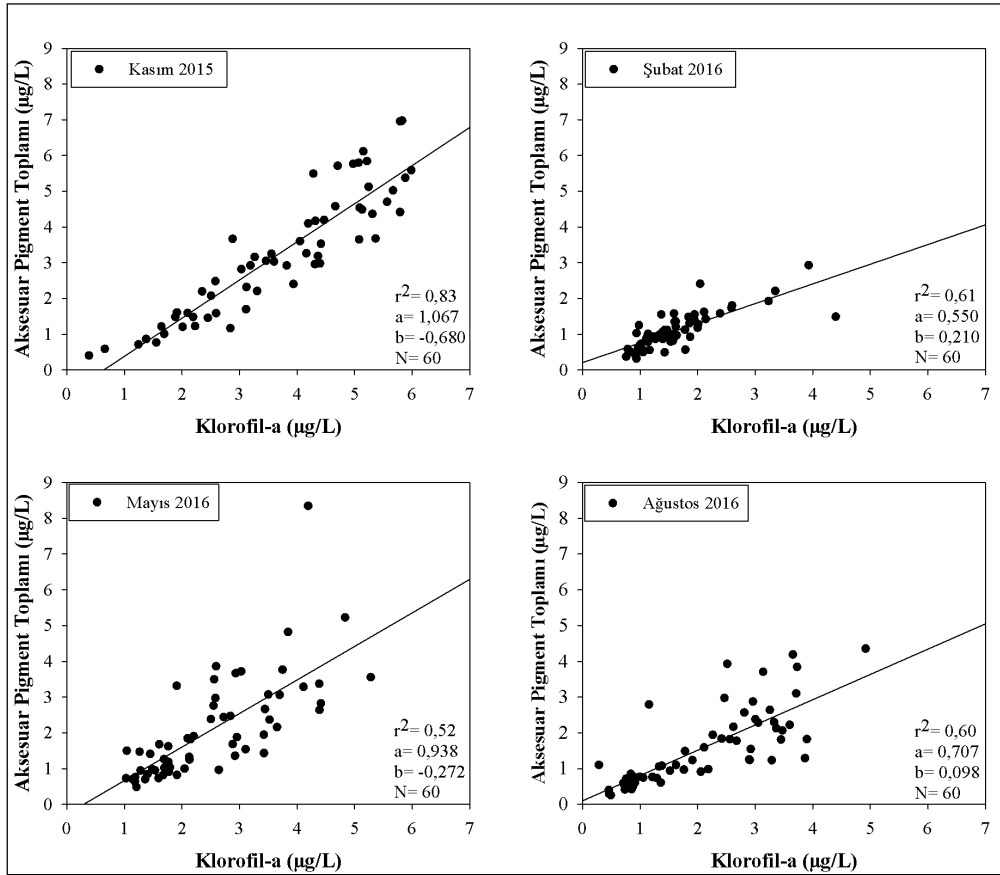 Kasım 2015
Aksesuar Pigment Toplamı (µg/L)
9
8
7
6
5
4
3
2
1
0
r2= 0,83
a= 1,067
b= -0,680
N= 60
0 1 2 3 4 5 6 7
Klorofil-a (µg/L)
Şubat 2016
Aksesuar Pigment Toplamı (µg/L)
9
8
7
6
5
4
3
2
1
0
r2= 0,61
a= 0,550
b= 0,210
N= 60
0 1 2 3 4 5 6 7
Klorofil-a (µg/L)
Mayıs 2016
Aksesuar Pigment Toplamı (µg/L)
9
8
7
6
5
4
3
2
1
0
r2= 0,52
a= 0,938
b= -0,272
N= 60
0 1 2 3 4 5 6 7
Klorofil-a (µg/L)
Ağustos 2016
Aksesuar Pigment Toplamı (µg/L)
9
8
7
6
5
4
3
2
1
0
r2= 0,60
a= 0,707
b= 0,098
N= 60
0 1 2 3 4 5 6 7
Klorofil-a (µg/L)